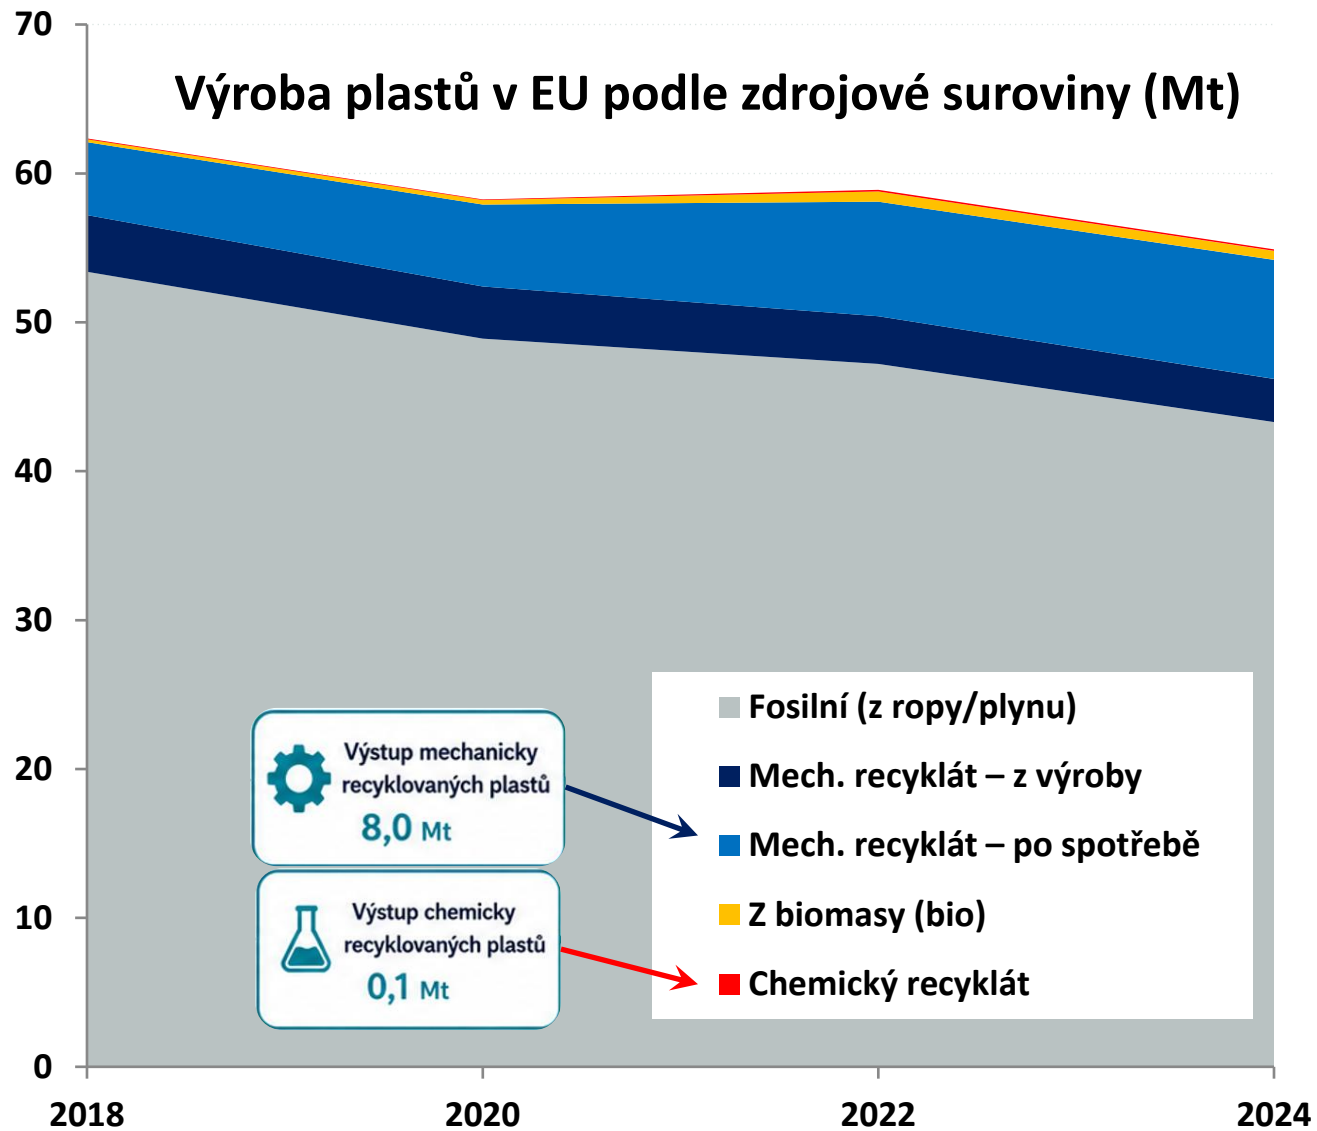 Výroba plastů v EU podle zdrojové suroviny (Mt)
70
60
50
40
30
20
10
0
2018
2020
2022
2024
Výstup mechanicky
recyklovaných plastů
8,0 Mt
Výstup chemicky
recyklovaných plastů
0,1 Mt
Fosilní (z ropy/plynu)
Mech. recyklát – z výroby
Mech. recyklát – po spotřebě
Z biomasy (bio)
Chemický recyklát